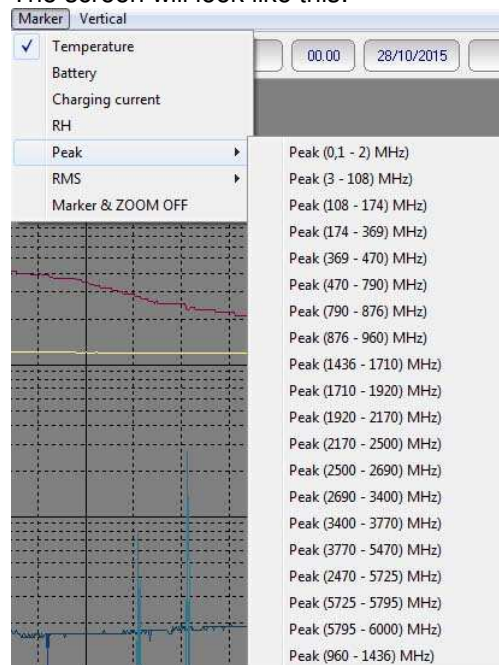 The screen will look like this:
Marker Vertical
Temperature
Battery
Charging current
RH
Peak
RMS
Marker & ZOOM OFF
00.00 28/10/2015
Peak (0,1 - 2) MHz)
Peak (3 - 108) MHz)
Peak (108 - 174) MHz)
Peak (174 - 369) MHz)
Peak (369 - 470) MHz)
Peak (470 - 790) MHz)
Peak (790 - 876) MHz)
Peak (876 - 960) MHz)
Peak (1436 - 1710) MHz)
Peak (1710 - 1920) MHz)
Peak (1920 - 2170) MHz)
Peak (2170 - 2500) MHz)
Peak (2500 - 2690) MHz)
Peak (2690 - 3400) MHz)
Peak (3400 - 3770) MHz)
Peak (3770 - 5470) MHz)
Peak (2470 - 5725) MHz)
Peak (5725 - 5795) MHz)
Peak (5795 - 6000) MHz)
Peak (960 - 1436) MHz)